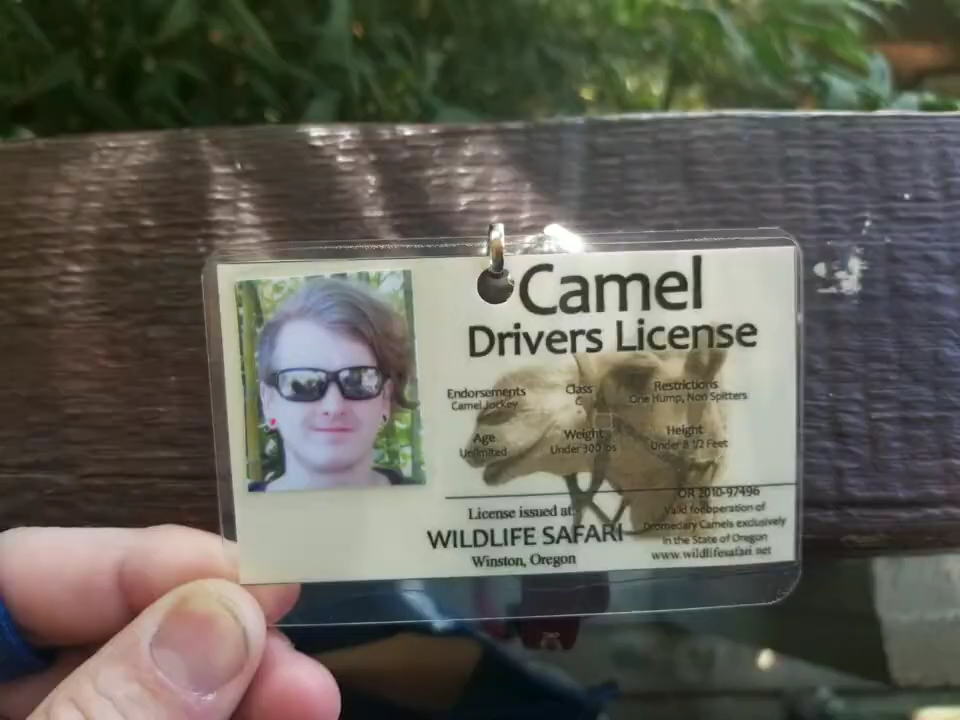 Camel
Drivers License
Endorsements Class Restrictions
Camel Jockey C One Hump, Non Spitters
Age Weight Height
Unlimited Under 300 lbs Under 8 1/2 Feet
OR 2010-97496
License issued at: Valid for operation of
WILDLIFE SAFARI Dromedary Camels exclusively
in the State of Oregon
Winston, Oregon www.wildlifesafari.net